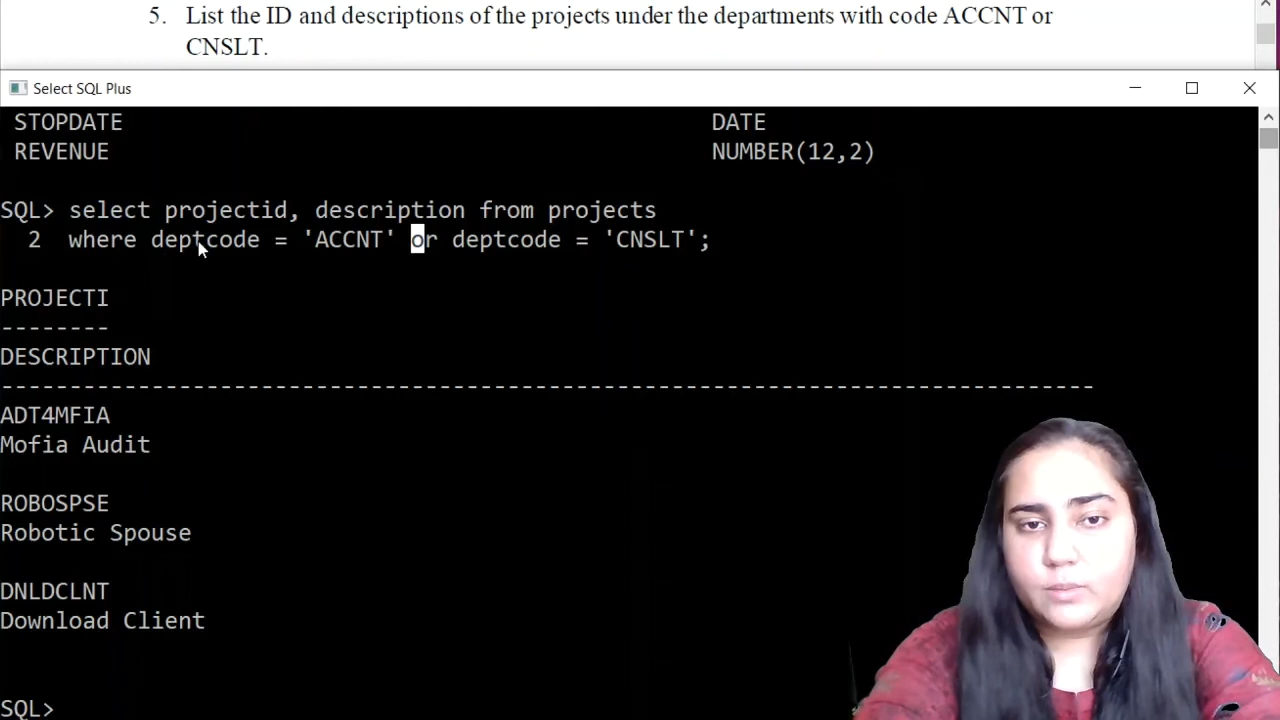 5. List the ID and descriptions of the projects under the departments with code ACCNT or
CNSLT.
Select SQL Plus
STOPDATE DATE
REVENUE NUMBER(12,2)
SQL> select projectid, description from projects
2 where deptcode = 'ACCNT' or deptcode = 'CNSLT';
PROJECTI
--------
DESCRIPTION
--------------------------------------------------------------------------------
ADT4MFIA
Mofia Audit
ROBOSPSE
Robotic Spouse
DNLDCLNT
Download Client
SQL>